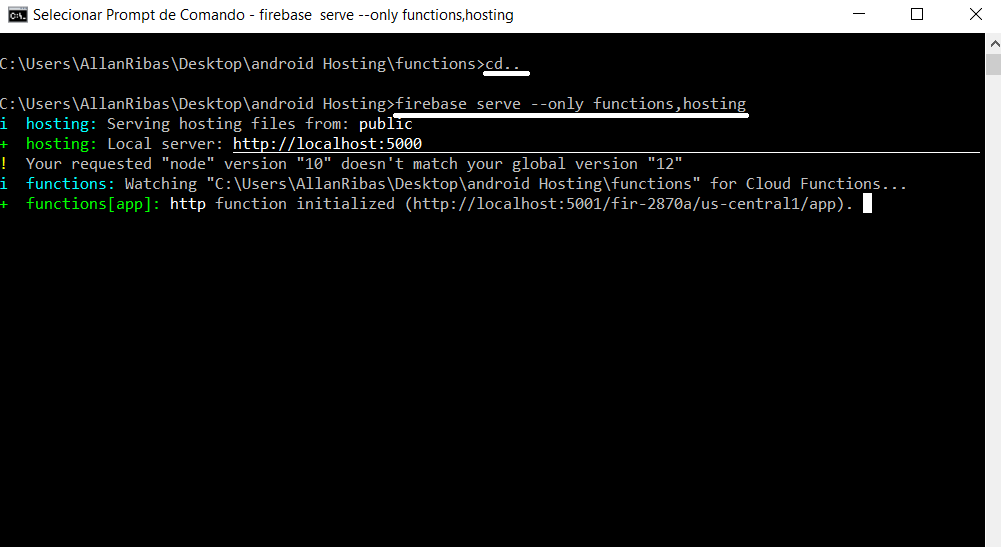 Selecionar Prompt de Comando - firebase  serve --only functions,hosting
C:\Users\AllanRibas\Desktop\android Hosting\functions>cd..
C:\Users\AllanRibas\Desktop\android Hosting>firebase serve --only functions,hosting
i  hosting: Serving hosting files from: public
+  hosting: Local server: http://localhost:5000
!  Your requested "node" version "10" doesn't match your global version "12"
i  functions: Watching "C:\Users\AllanRibas\Desktop\android Hosting\functions" for Cloud Functions...
+  functions[app]: http function initialized (http://localhost:5001/fir-2870a/us-central1/app).